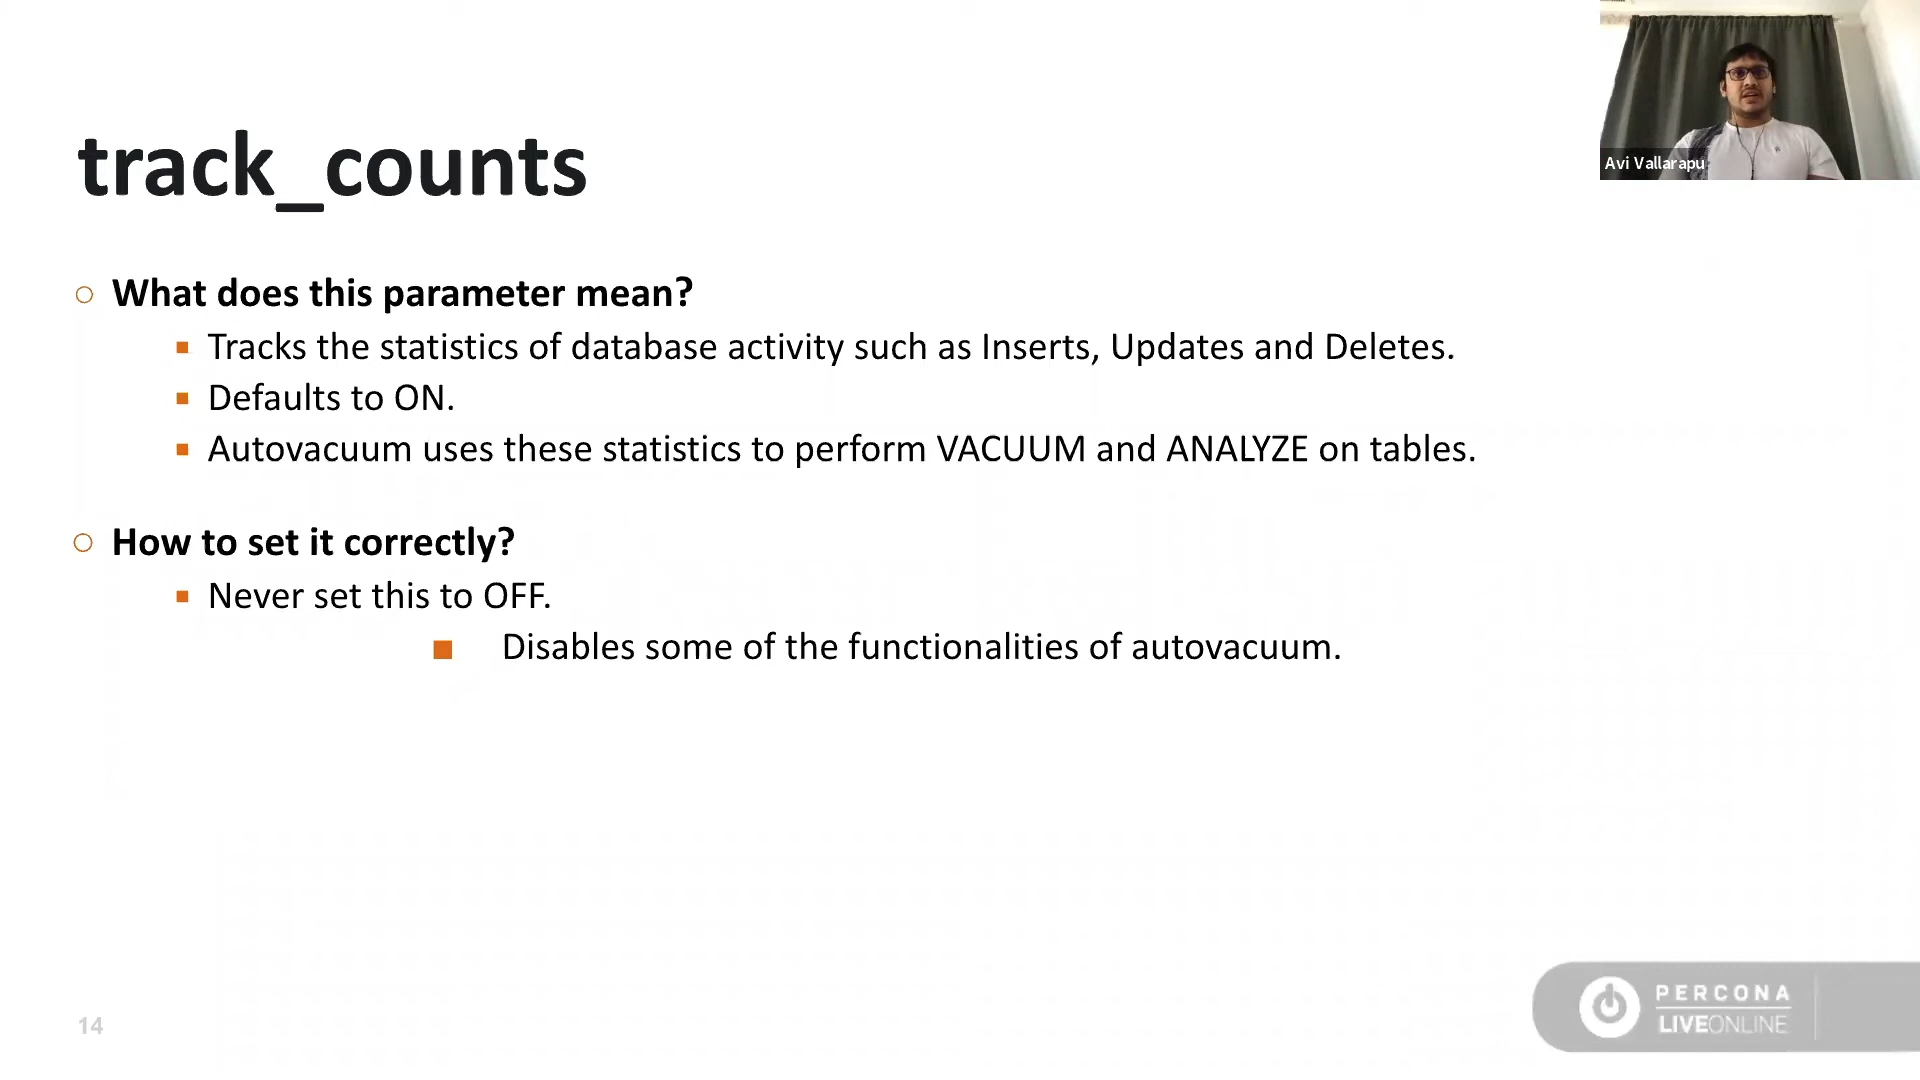 Avi Vallarapu
track_counts
What does this parameter mean?
Tracks the statistics of database activity such as Inserts, Updates and Deletes.
Defaults to ON.
Autovacuum uses these statistics to perform VACUUM and ANALYZE on tables.
How to set it correctly?
Never set this to OFF.
Disables some of the functionalities of autovacuum.
14
PERCONA
LIVEONLINE